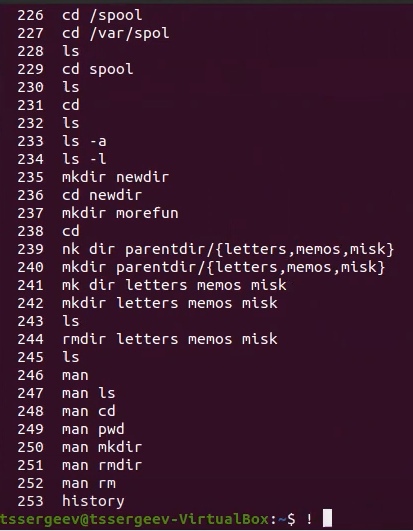 226 cd /spool
227 cd /var/spol
228 ls
229 cd spool
230 ls
231 cd
232 ls
233 ls -a
234 ls -l
235 mkdir newdir
236 cd newdir
237 mkdir morefun
238 cd
239 nk dir parentdir/{letters,memos,misk}
240 mkdir parentdir/{letters,memos,misk}
241 mk dir letters memos misk
242 mkdir letters memos misk
243 ls
244 rmdir letters memos misk
245 ls
246 man
247 man ls
248 man cd
249 man pwd
250 man mkdir
251 man rmdir
252 man rm
253 history
tssergeev@tssergeev-VirtualBox:~$ !